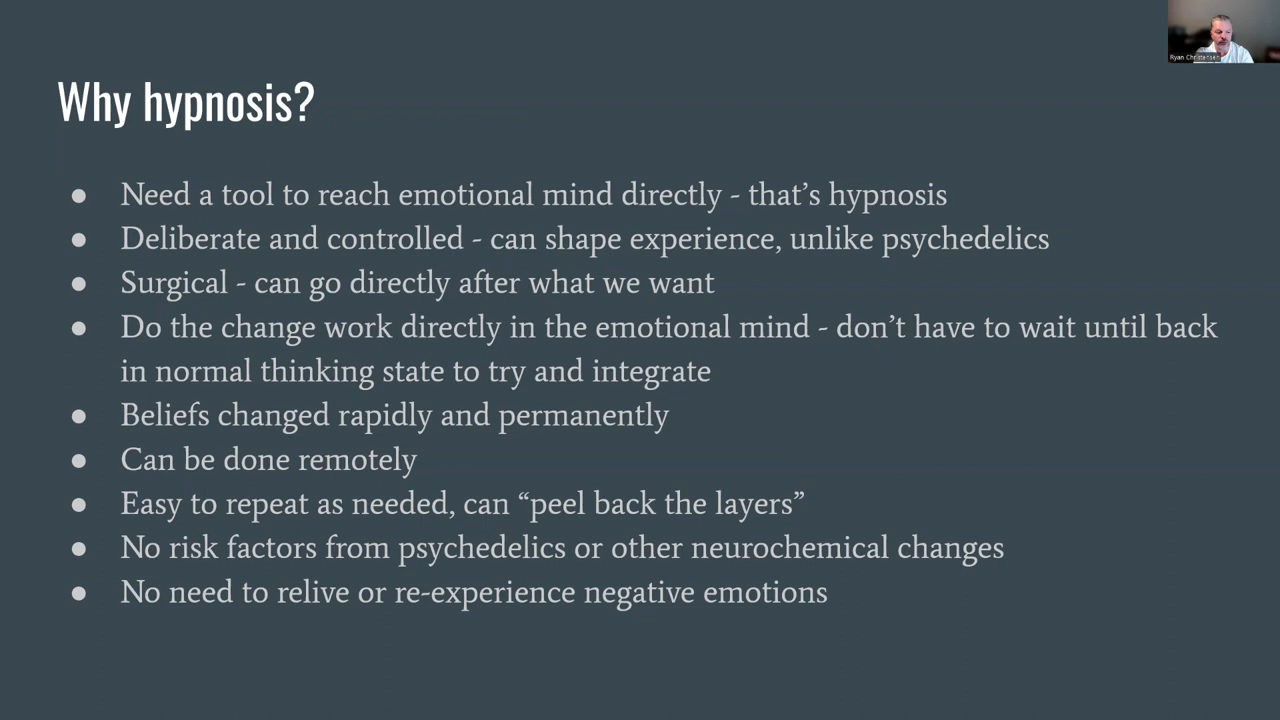 Ryan Christensen
Why hypnosis?
● Need a tool to reach emotional mind directly - that’s hypnosis
● Deliberate and controlled - can shape experience, unlike psychedelics
● Surgical - can go directly after what we want
● Do the change work directly in the emotional mind - don’t have to wait until back
in normal thinking state to try and integrate
● Beliefs changed rapidly and permanently
● Can be done remotely
● Easy to repeat as needed, can “peel back the layers”
● No risk factors from psychedelics or other neurochemical changes
● No need to relive or re-experience negative emotions